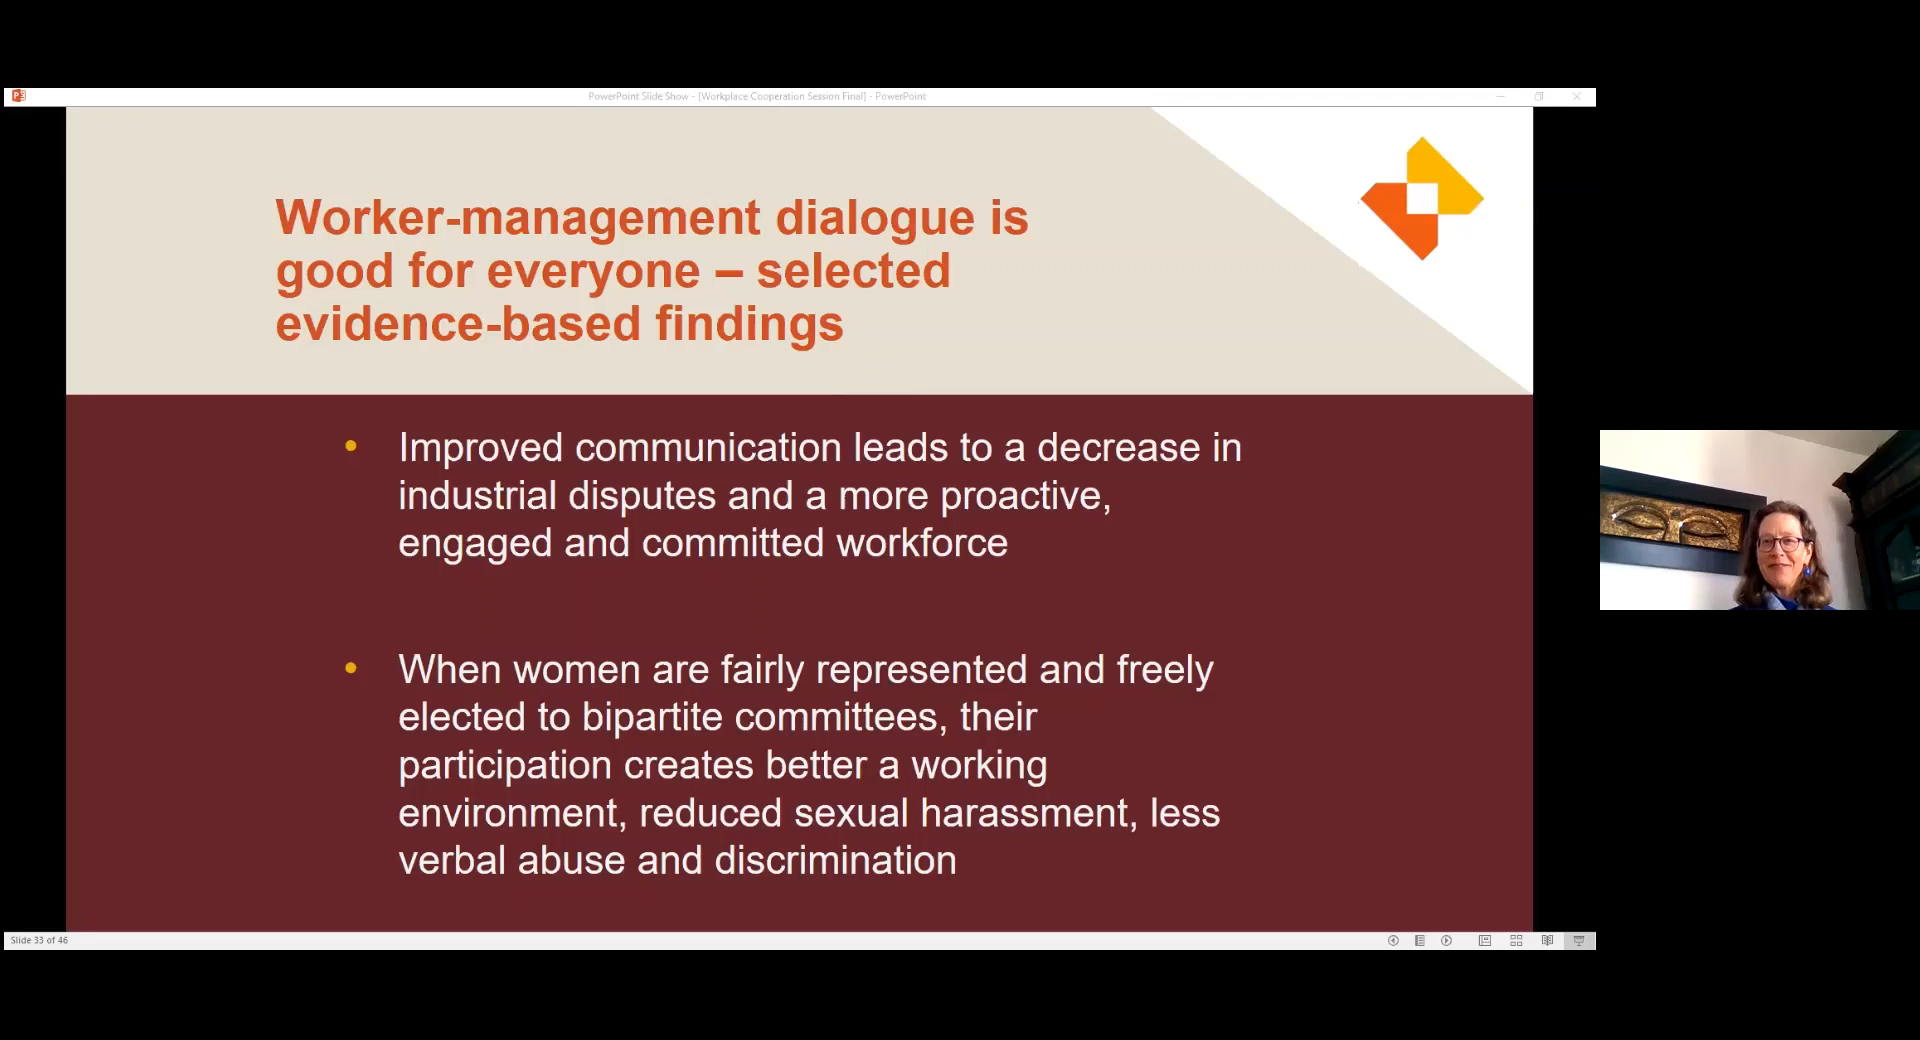 PowerPoint Slide Show - [Workplace Cooperation Session Final] - PowerPoint
Worker-management dialogue is
good for everyone – selected
evidence-based findings
• Improved communication leads to a decrease in
industrial disputes and a more proactive,
engaged and committed workforce
• When women are fairly represented and freely
elected to bipartite committees, their
participation creates better a working
environment, reduced sexual harassment, less
verbal abuse and discrimination
Slide 33 of 46